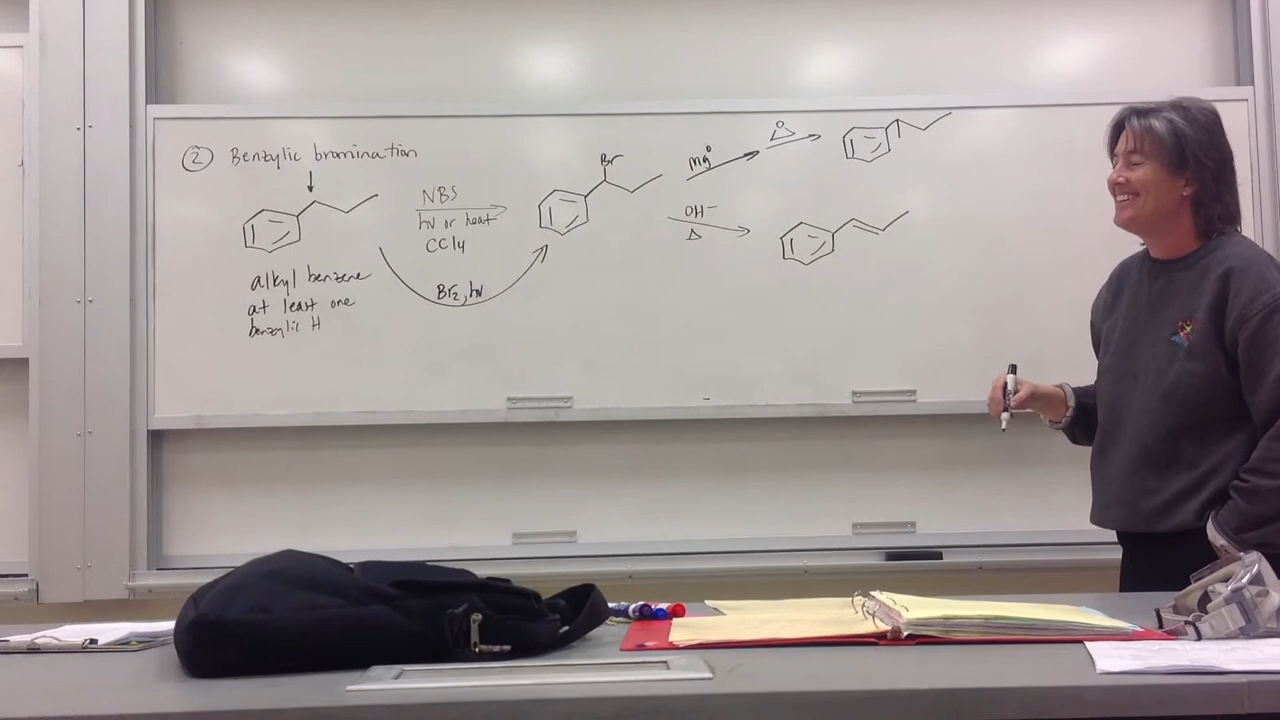 ② Benzylic bromination
NBS
hν or heat
CCl4
Br2, hν
alkyl benzene
at least one
benzylic H
Br
Mg°
O
OH-
Δ